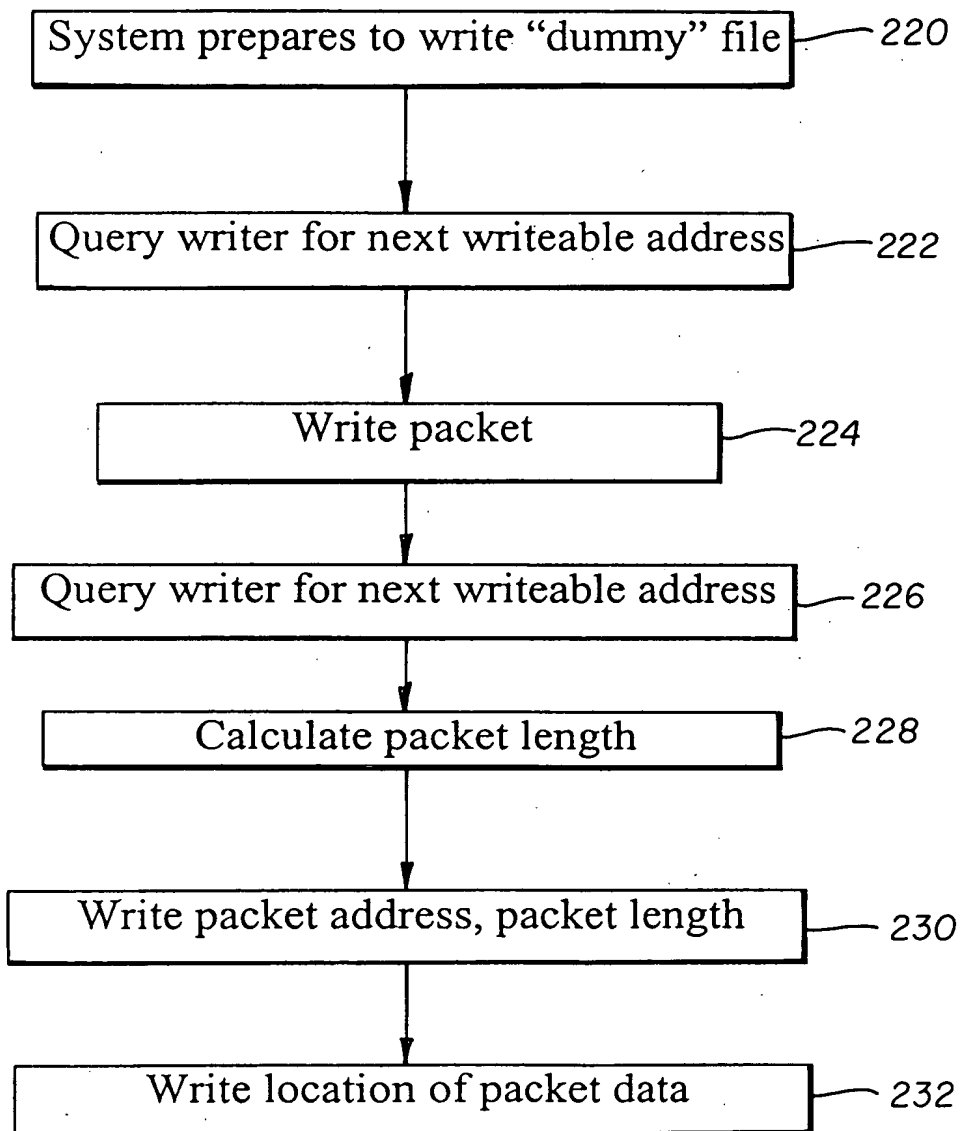 System prepares to write “dummy” file 220
Query writer for next writeable address 222
Write packet 224
Query writer for next writeable address 226
Calculate packet length 228
Write packet address, packet length 230
Write location of packet data 232